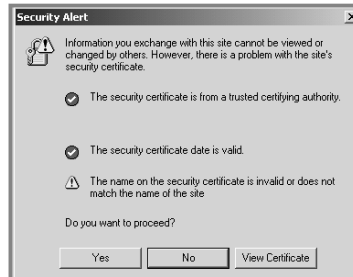 Security Alert
Information you exchange with this site cannot be viewed or
changed by others. However, there is a problem with the site's
security certificate.
The security certificate is from a trusted certifying authority.
The security certificate date is valid.
The name on the security certificate is invalid or does not
match the name of the site
Do you want to proceed?
Yes
No
View Certificate